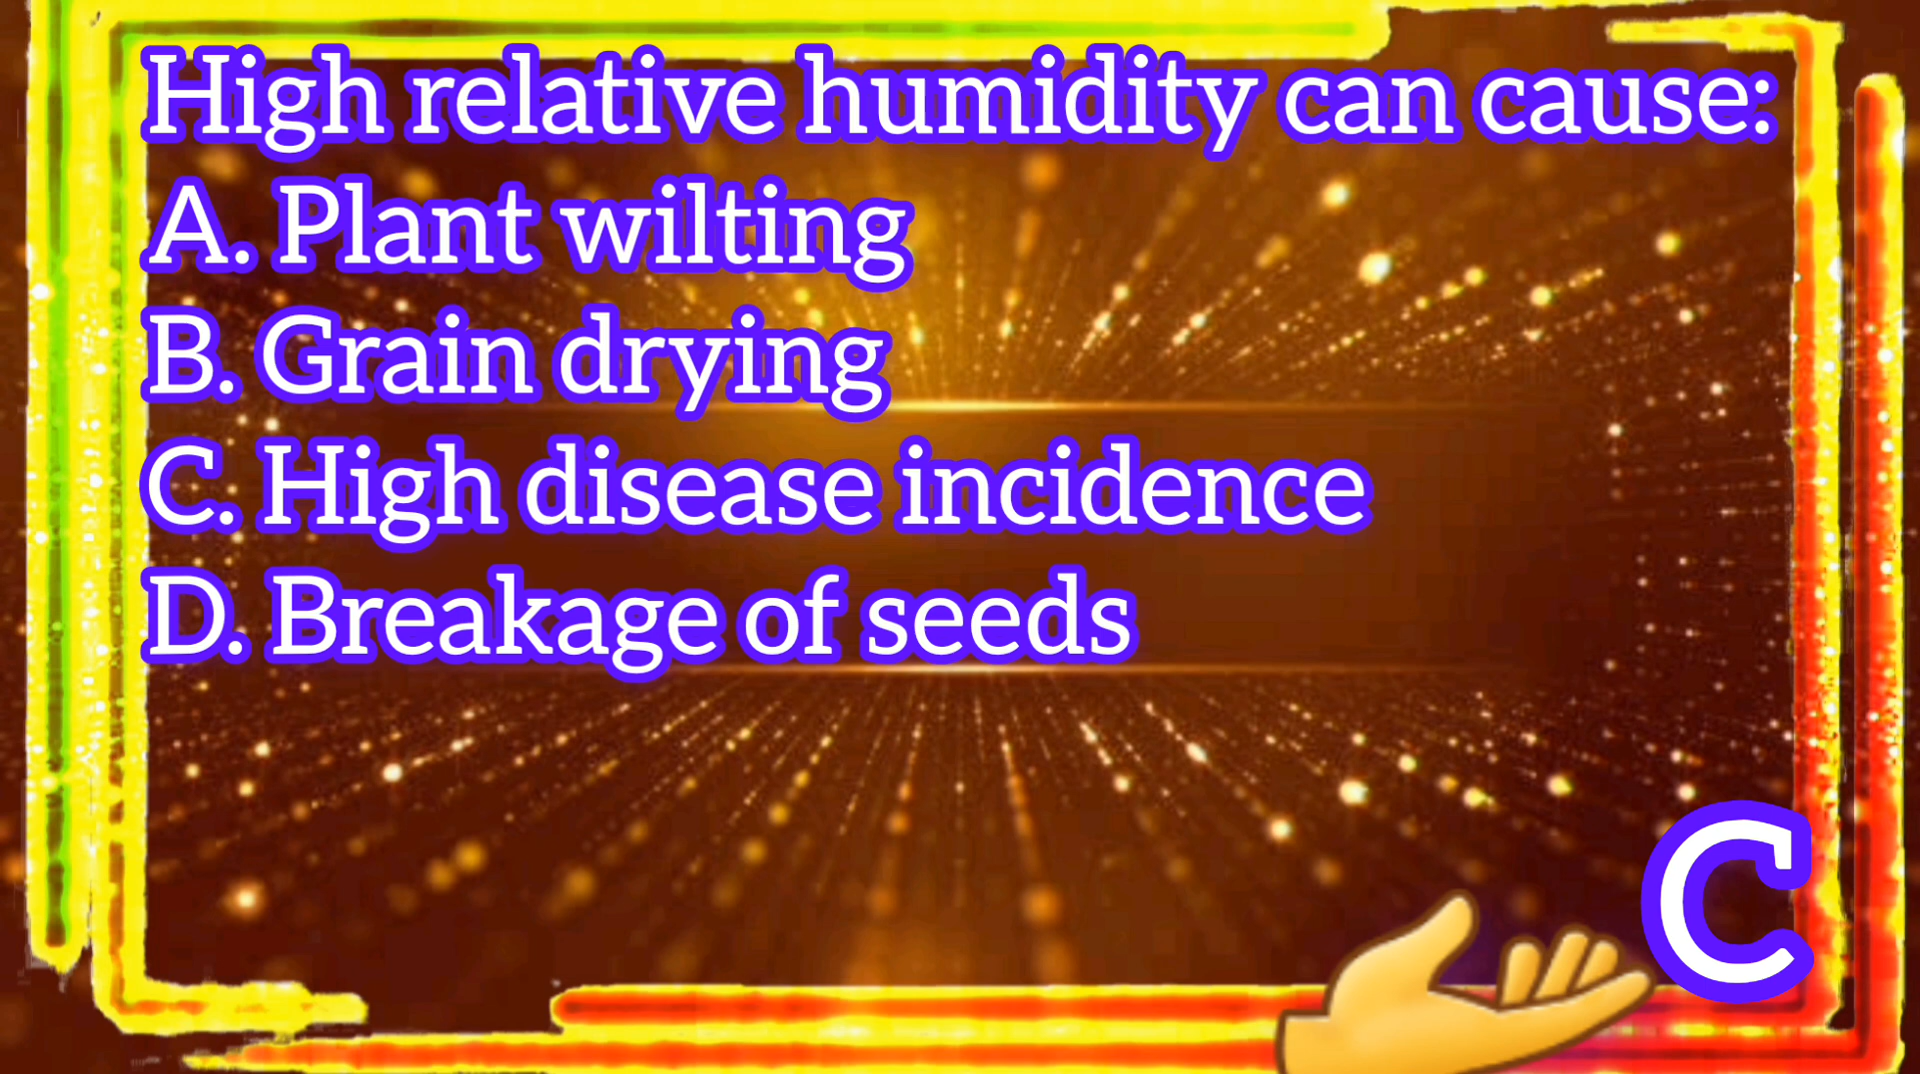 High relative humidity can cause:
A. Plant wilting
B. Grain drying
C. High disease incidence
D. Breakage of seeds
C